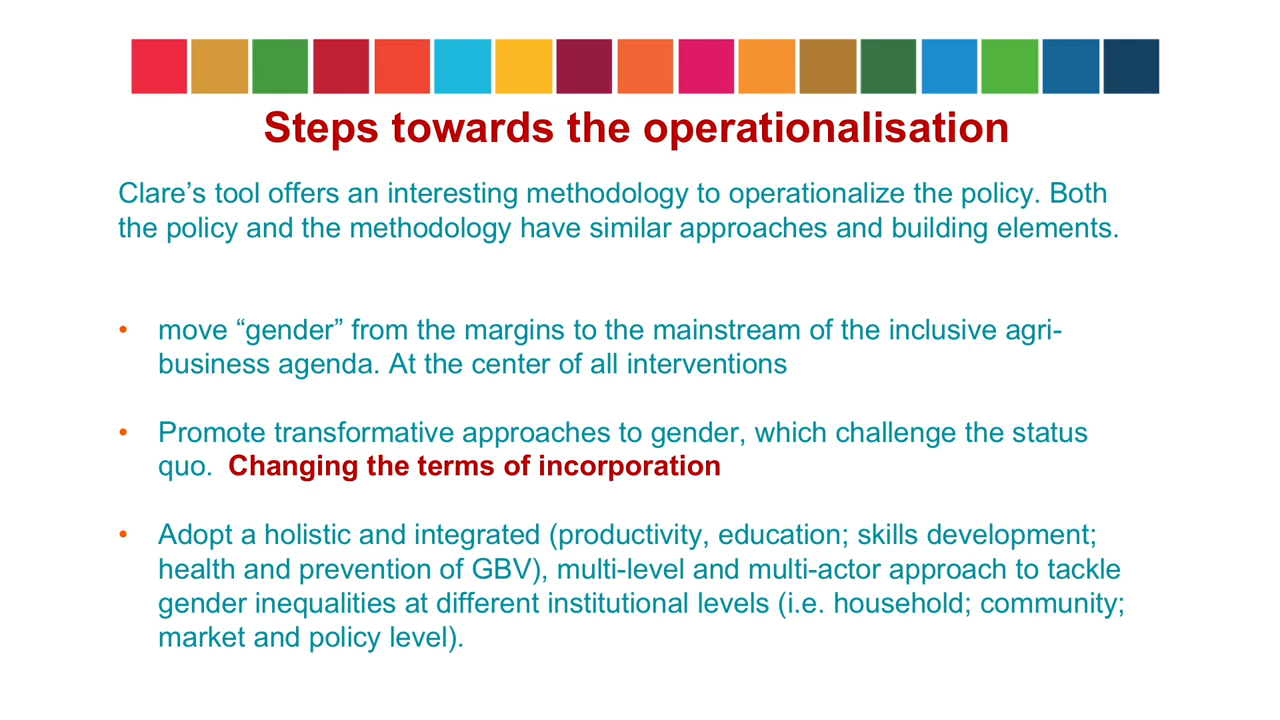 Steps towards the operationalisation
Clare’s tool offers an interesting methodology to operationalize the policy. Both
the policy and the methodology have similar approaches and building elements.
• move “gender” from the margins to the mainstream of the inclusive agri-
business agenda. At the center of all interventions
• Promote transformative approaches to gender, which challenge the status
quo. Changing the terms of incorporation
• Adopt a holistic and integrated (productivity, education; skills development;
health and prevention of GBV), multi-level and multi-actor approach to tackle
gender inequalities at different institutional levels (i.e. household; community;
market and policy level).